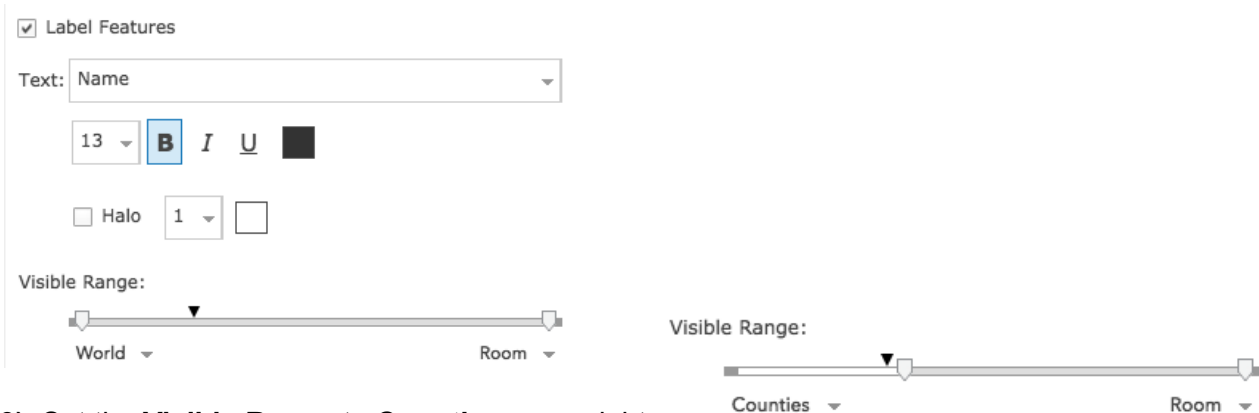 Label Features
Text: Name
13 B I U
Halo 1
Visible Range:
World Room
Visible Range:
Counties Room